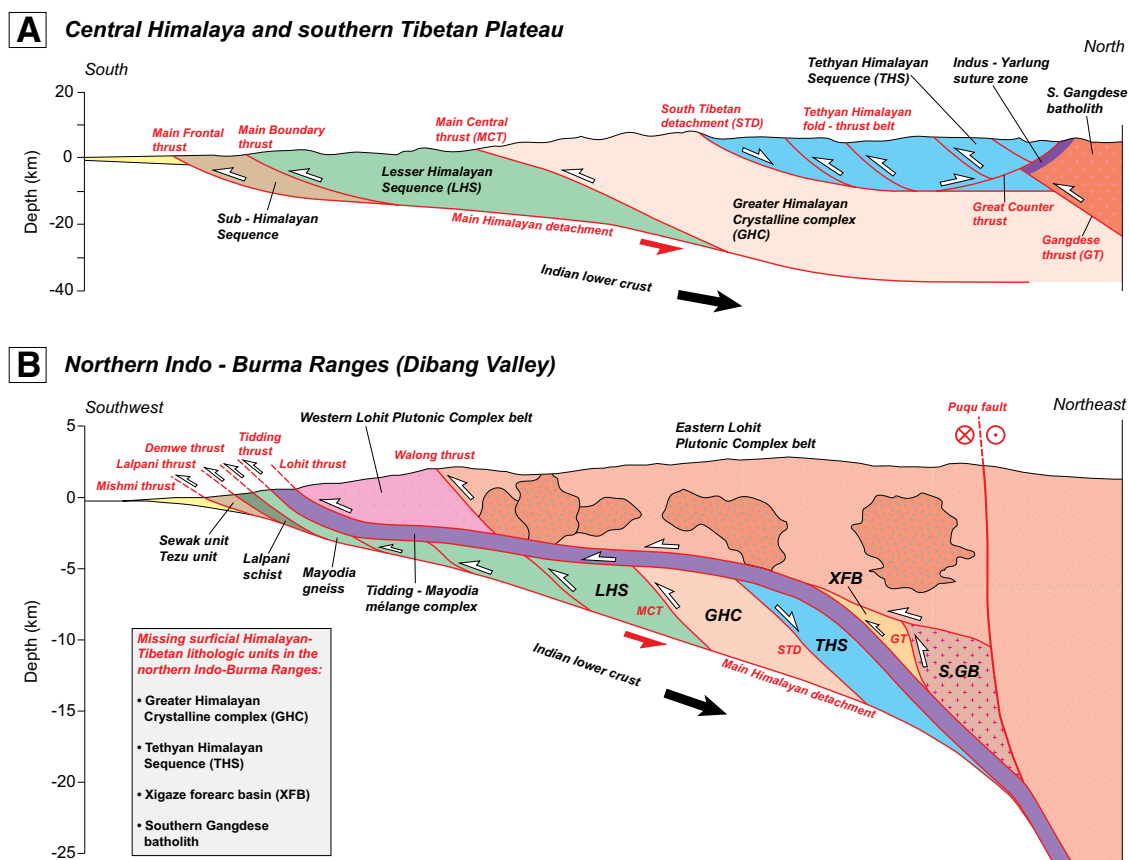 A
Central Himalaya and southern Tibetan Plateau
South
North
Tethyan Himalayan
Sequence (THS)
Indus - Yarlung
suture zone
S. Gangdese
batholith
Main Frontal
thrust
Main Boundary
thrust
Main Central
thrust (MCT)
South Tibetan
detachment (STD)
Tethyan Himalayan
fold - thrust belt
20
0
-20
-40
Depth (km)
Lesser Himalayan
Sequence (LHS)
Sub - Himalayan
Sequence
Main Himalayan detachment
Greater Himalayan
Crystalline complex
(GHC)
Great Counter
thrust
Gangdese
thrust (GT)
Indian lower crust
B
Northern Indo - Burma Ranges (Dibang Valley)
Southwest
Northeast
Puqu fault
Western Lohit Plutonic Complex belt
Eastern Lohit
Plutonic Complex belt
Tidding
thrust
Demwe thrust
Lalpani thrust
Mishmi thrust
Lohit thrust
Walong thrust
5
0
-5
-10
-15
-20
-25
Depth (km)
Sewak unit
Tezu unit
Lalpani
schist
Mayodia
gneiss
Tidding - Mayodia
mélange complex
LHS
MCT
GHC
STD
THS
XFB
GT
S.GB
Indian lower crust
Main Himalayan detachment
Missing surficial Himalayan-
Tibetan lithologic units in the
northern Indo-Burma Ranges:
• Greater Himalayan
Crystalline complex (GHC)
• Tethyan Himalayan
Sequence (THS)
• Xigaze forearc basin (XFB)
• Southern Gangdese
batholith